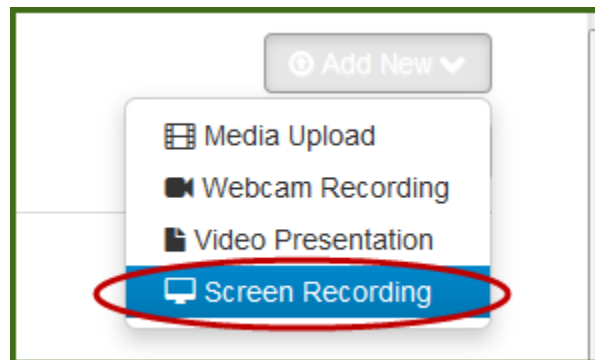 Add New
Media Upload
Webcam Recording
Video Presentation
Screen Recording